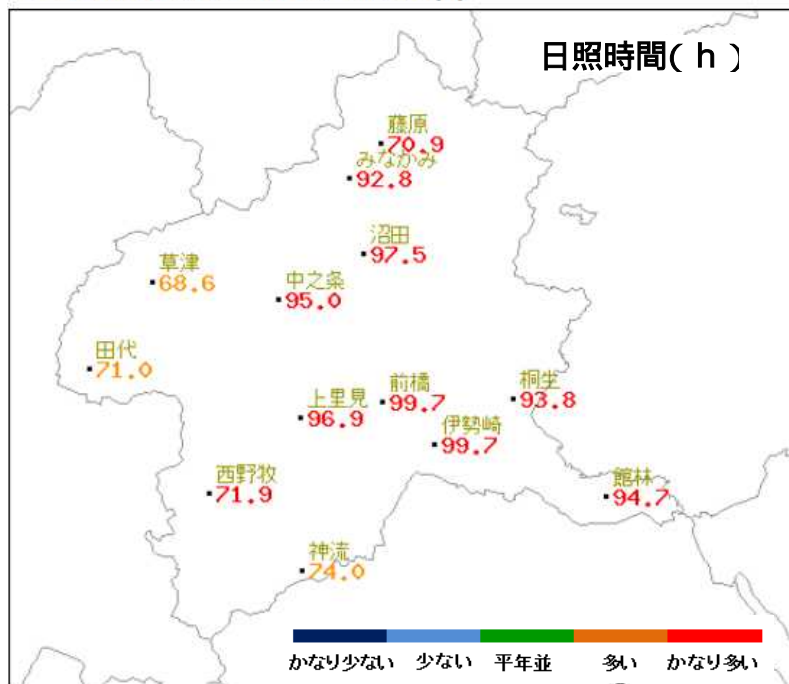 日照時間( h )
藤原
70.9
みなかみ
92.8
沼田
97.5
草津
68.6
中之条
95.0
田代
71.0
上里見
96.9
前橋
99.7
桐生
93.8
伊勢崎
99.7
西野牧
71.9
館林
94.7
神流
74.0
かなり少ない 少ない 平年並 多い かなり多い